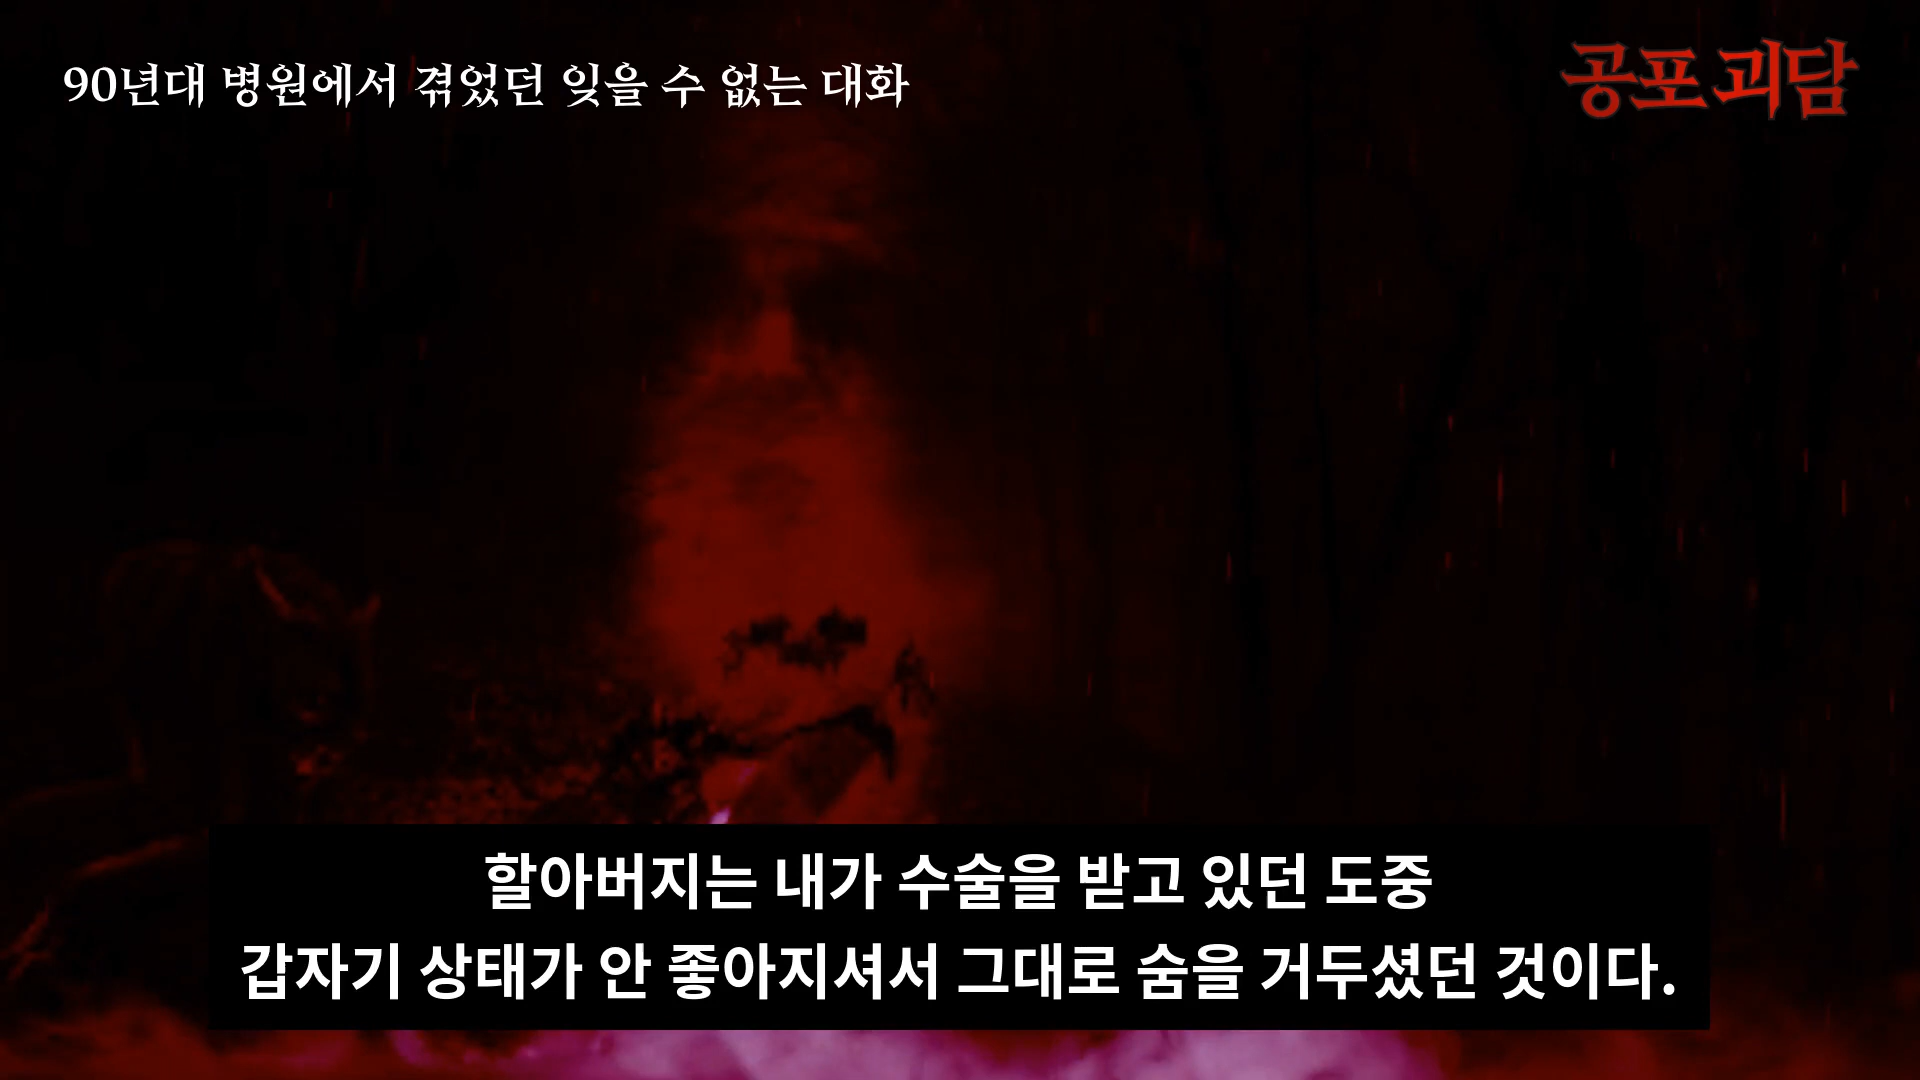 90년대 병원에서 겪었던 잊을 수 없는 대화
공포 괴담
할아버지는 내가 수술을 받고 있던 도중
갑자기 상태가 안 좋아지셔서 그대로 숨을 거두셨던 것이다.